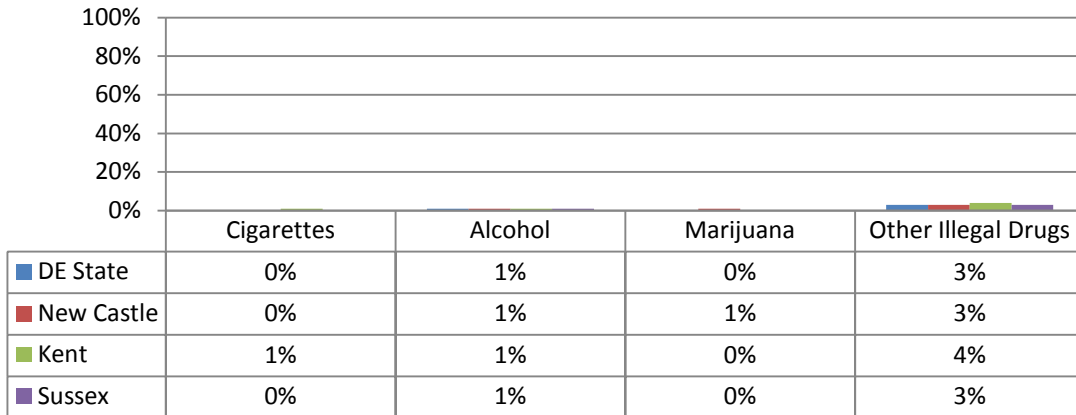 100%
80%
60%
40%
20%
0%
Cigarettes Alcohol Marijuana Other Illegal Drugs
DE State 0% 1% 0% 3%
New Castle 0% 1% 1% 3%
Kent 1% 1% 0% 4%
Sussex 0% 1% 0% 3%